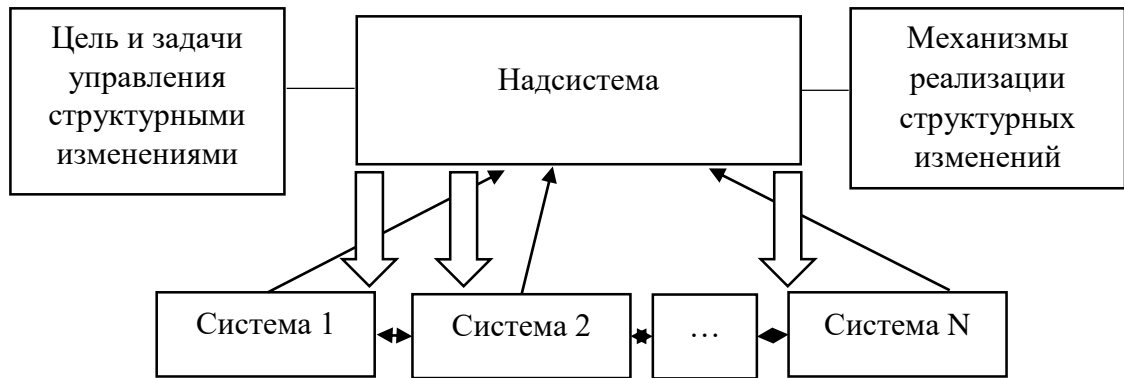 Цель и задачи
управления
структурными
изменениями
Надсистема
Механизмы
реализации
структурных
изменений
Система 1
Система 2
…
Система N